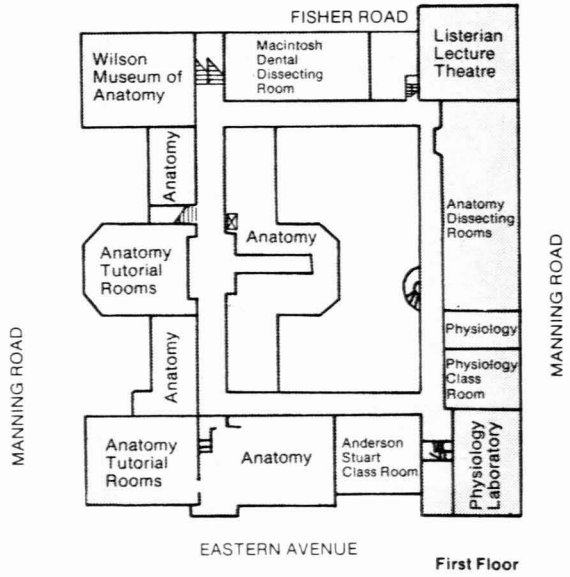 FISHER ROAD
Wilson
Museum of
Anatomy
Macintosh
Dental
Dissecting
Room
Listerian
Lecture
Theatre
Anatomy
Anatomy
Dissecting
Rooms
Anatomy
Anatomy
Tutorial
Rooms
MANNING ROAD
MANNING ROAD
Physiology
Physiology
Class
Room
Anatomy
Anatomy
Tutorial
Rooms
Anatomy
Anderson
Stuart
Class Room
Physiology
Laboratory
EASTERN AVENUE
First Floor